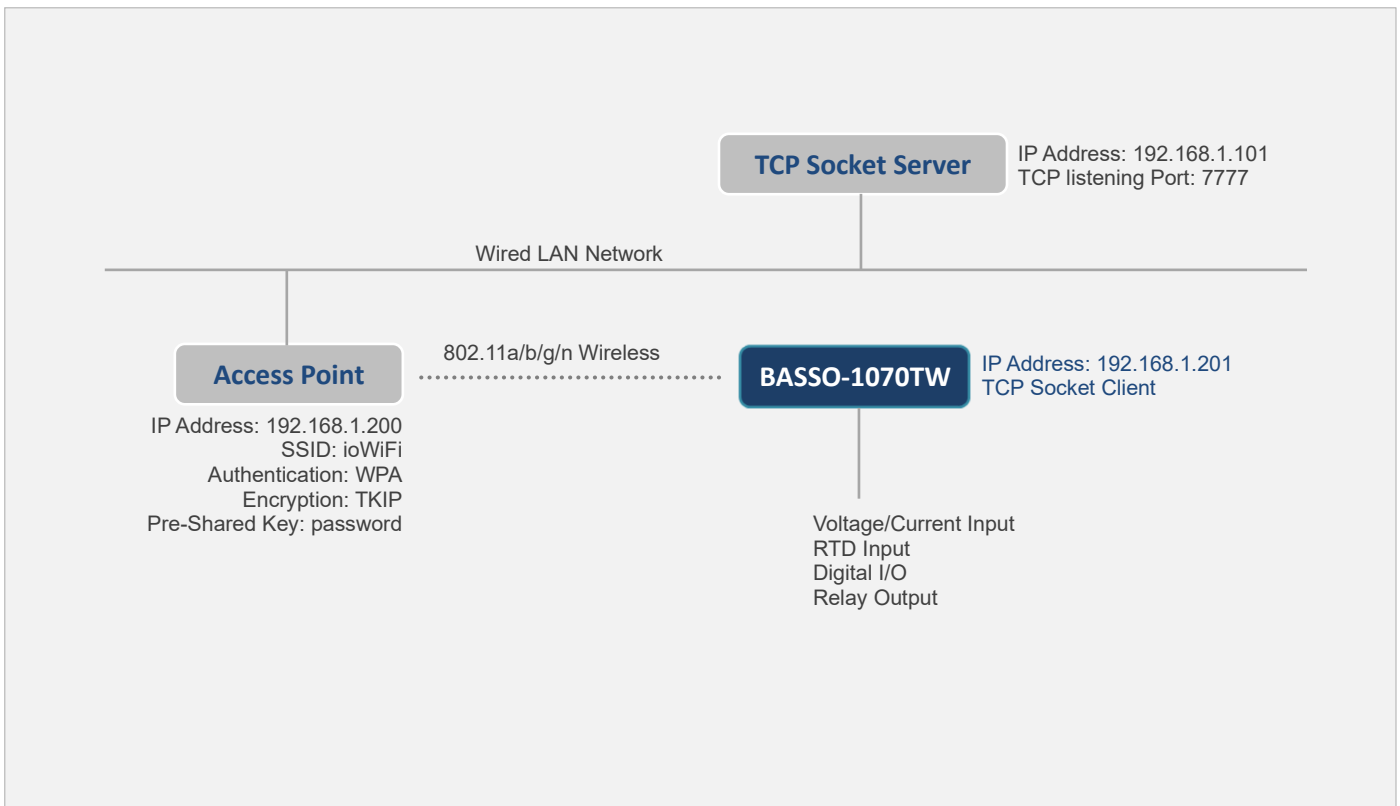 TCP Socket Server
IP Address: 192.168.1.101
TCP listening Port: 7777
Wired LAN Network
Access Point
802.11a/b/g/n Wireless
BASSO-1070TW
IP Address: 192.168.1.201
TCP Socket Client
IP Address: 192.168.1.200
SSID: ioWiFi
Authentication: WPA
Encryption: TKIP
Pre-Shared Key: password
Voltage/Current Input
RTD Input
Digital I/O
Relay Output